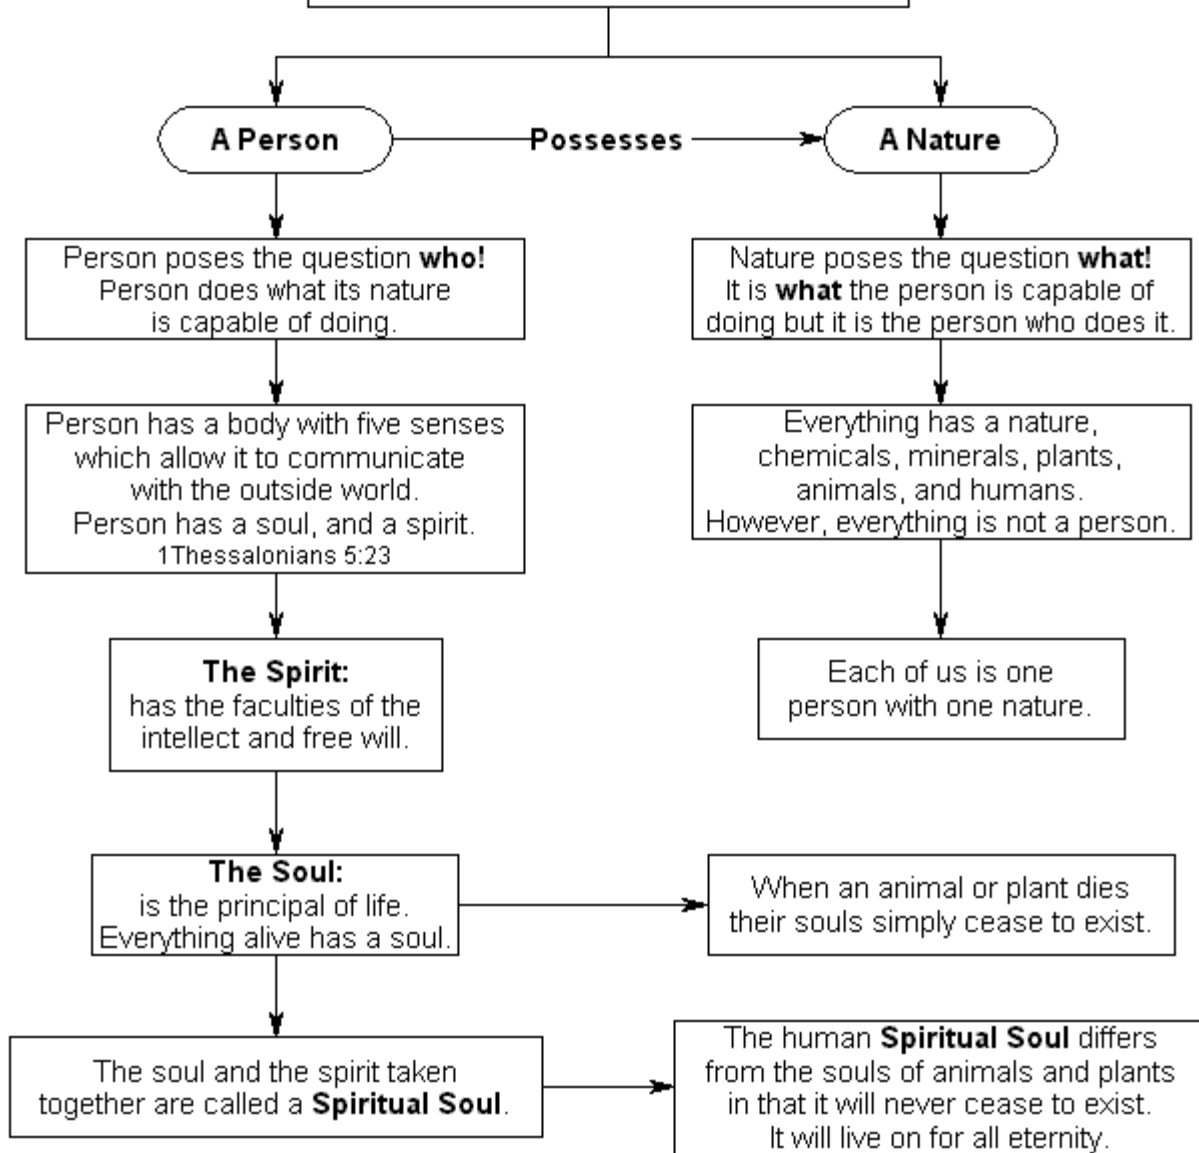 A Person
Possesses
A Nature
Person poses the question who!
Person does what its nature
is capable of doing.
Nature poses the question what!
It is what the person is capable of
doing but it is the person who does it.
Person has a body with five senses
which allow it to communicate
with the outside world.
Person has a soul, and a spirit.
1Thessalonians 5:23
Everything has a nature,
chemicals, minerals, plants,
animals, and humans.
However, everything is not a person.
The Spirit:
has the faculties of the
intellect and free will.
Each of us is one
person with one nature.
The Soul:
is the principal of life.
Everything alive has a soul.
When an animal or plant dies
their souls simply cease to exist.
The soul and the spirit taken
together are called a Spiritual Soul.
The human Spiritual Soul differs
from the souls of animals and plants
in that it will never cease to exist.
It will live on for all eternity.